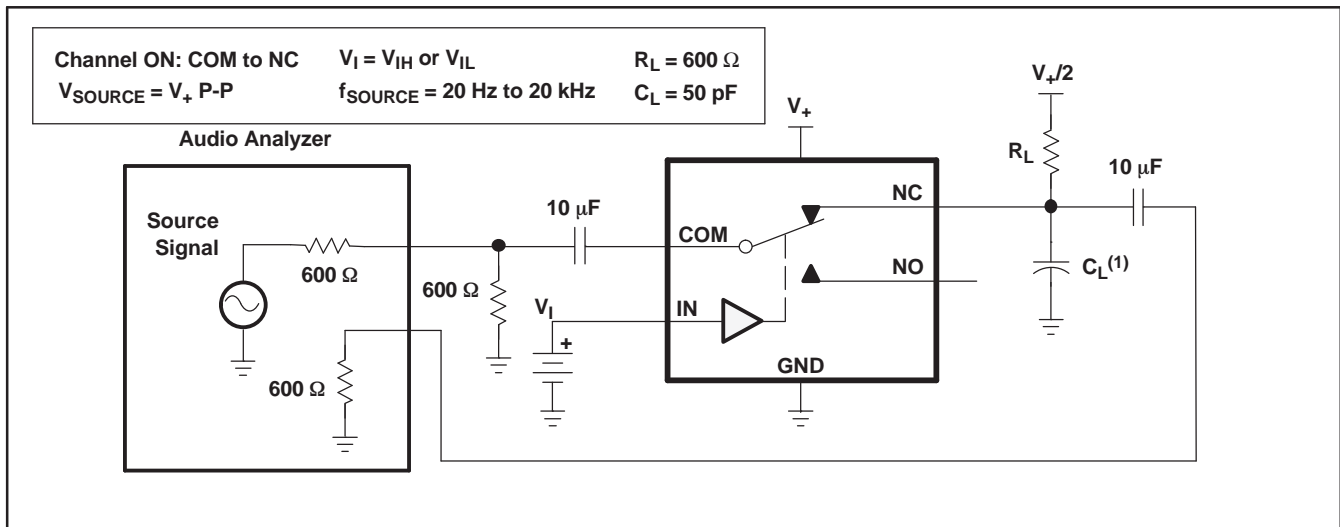 Channel ON: COM to NC V_I = V_IH or V_IL R_L = 600 Ω
V_SOURCE = V_+ P-P f_SOURCE = 20 Hz to 20 kHz C_L = 50 pF
Audio Analyzer
Source
Signal
600 Ω
600 Ω
600 Ω
10 μF
V_I
+
V_+
COM
IN
NC
NO
GND
V_+/2
R_L
10 μF
C_L(1)